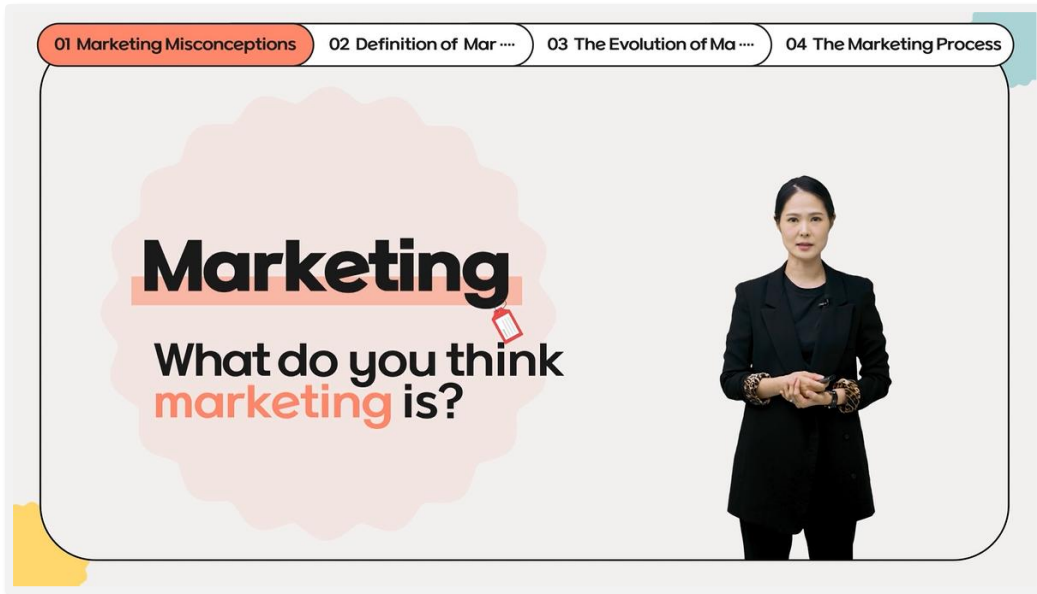 01 Marketing Misconceptions
02 Definition of Mar ····
03 The Evolution of Ma ····
04 The Marketing Process
Marketing
What do you think
marketing is?